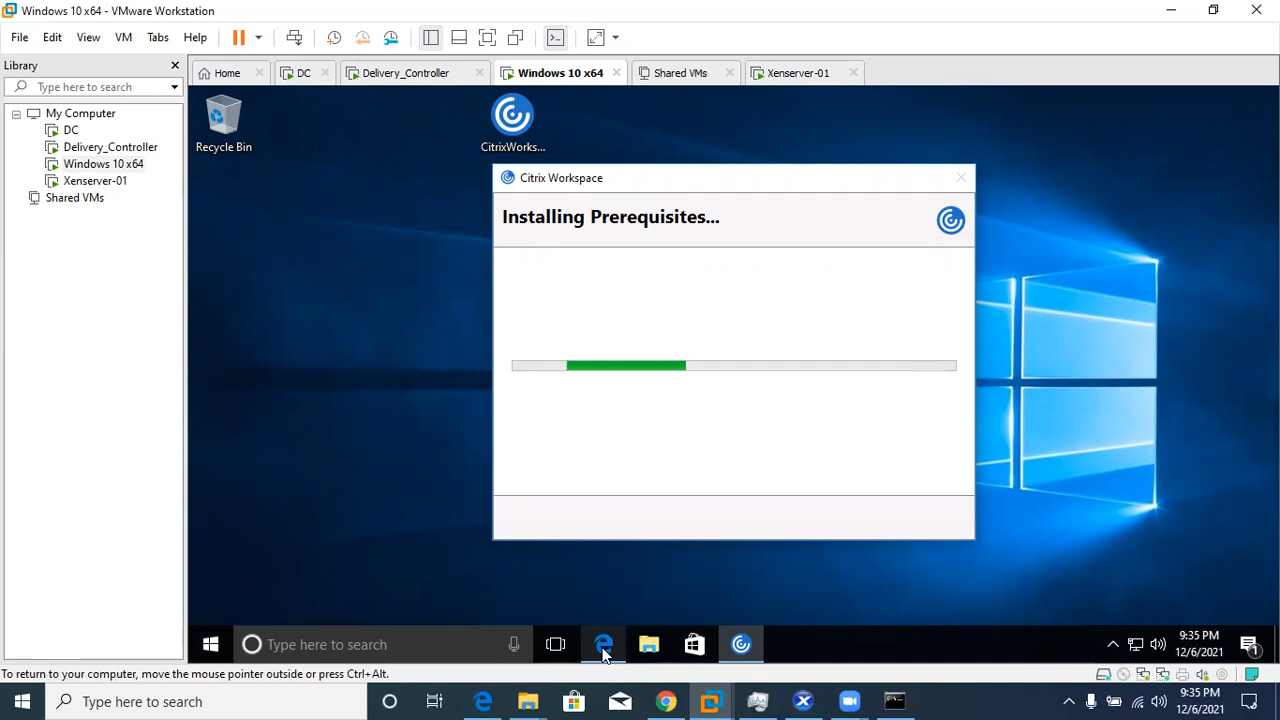 Windows 10 x64 - VMware Workstation
File Edit View VM Tabs Help
Library
Type here to search
My Computer
DC
Delivery_Controller
Windows 10 x64
Xenserver-01
Shared VMs
Home DC Delivery_Controller Windows 10 x64 Shared VMs Xenserver-01
Recycle Bin
CitrixWorks...
Citrix Workspace
Installing Prerequisites...
Type here to search
9:35 PM
12/6/2021
1
To return to your computer, move the mouse pointer outside or press Ctrl+Alt.
Type here to search
9:35 PM
12/6/2021